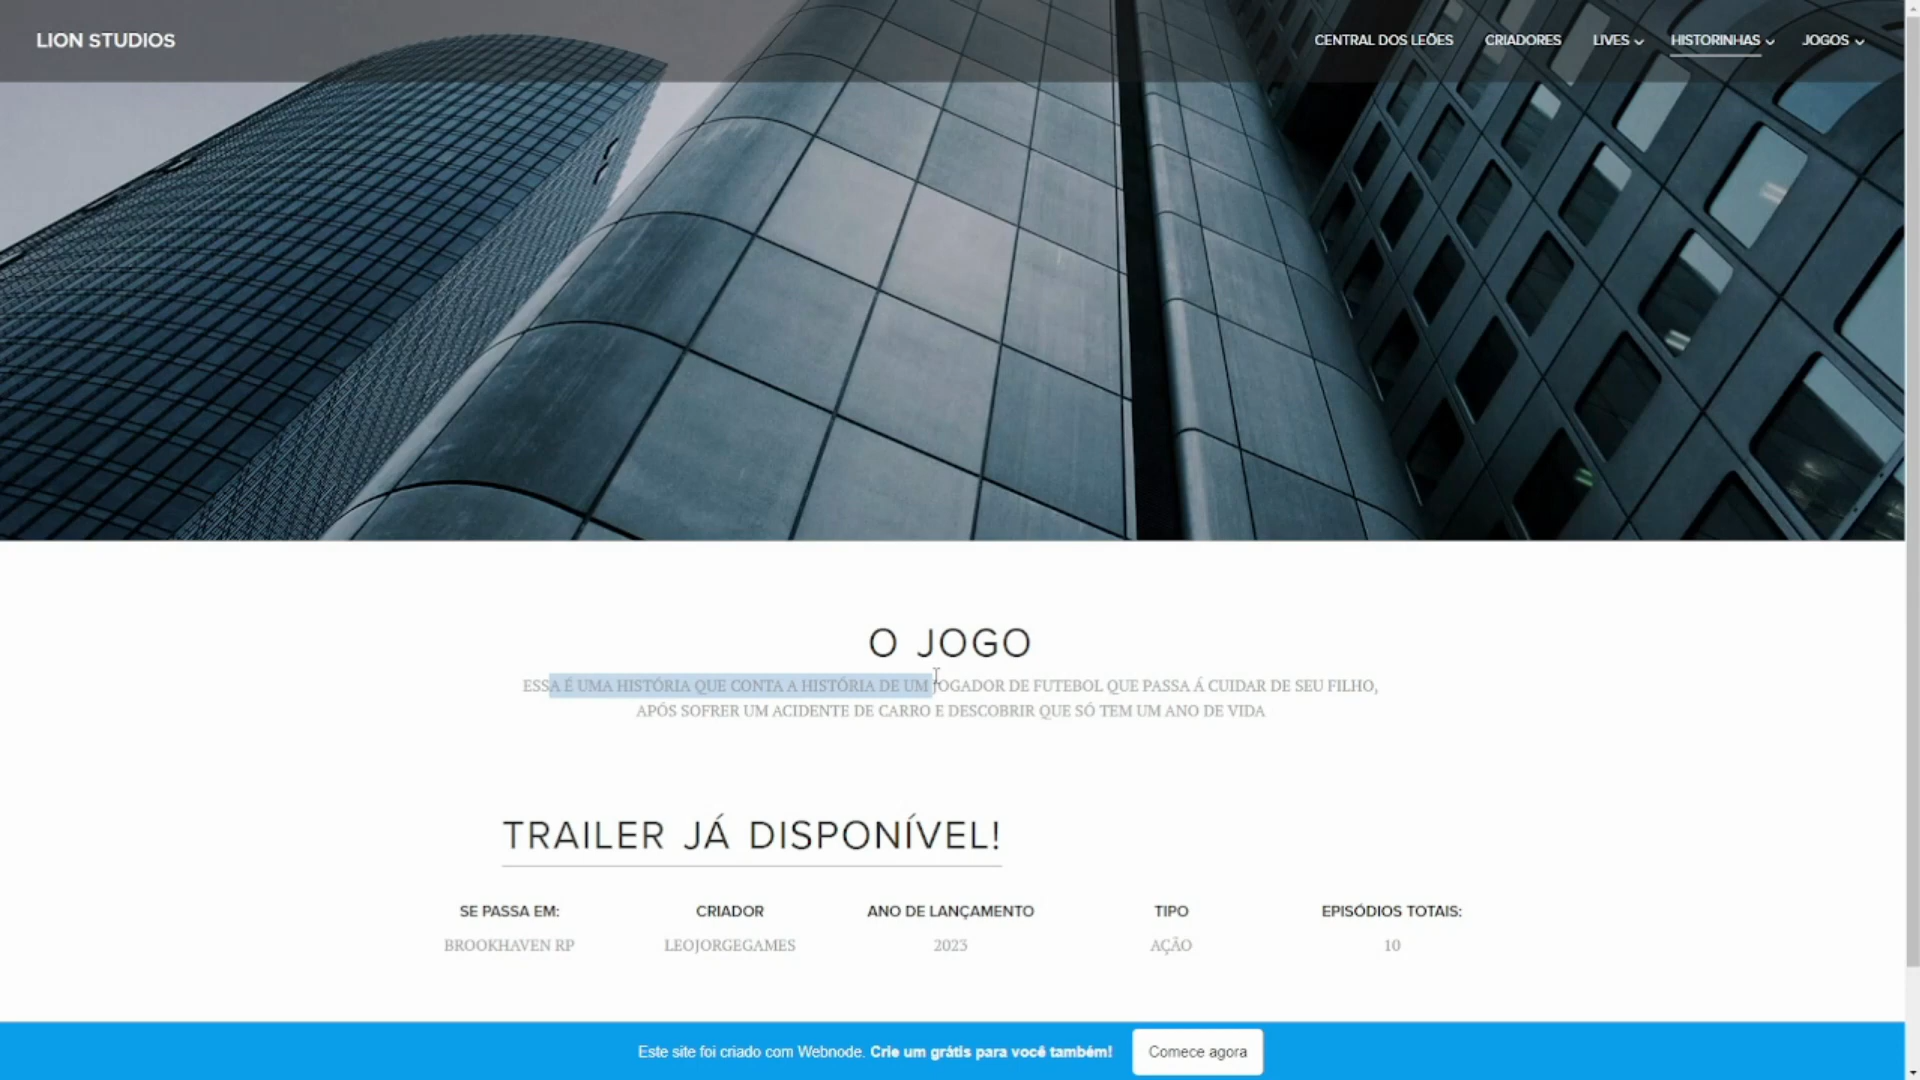 LION STUDIOS
CENTRAL DOS LEÕES CRIADORES LIVES HISTORINHAS JOGOS
O JOGO
ESSA É UMA HISTÓRIA QUE CONTA A HISTÓRIA DE UM JOGADOR DE FUTEBOL QUE PASSA Á CUIDAR DE SEU FILHO,
APÓS SOFRER UM ACIDENTE DE CARRO E DESCOBRIR QUE SÓ TEM UM ANO DE VIDA
TRAILER JÁ DISPONÍVEL!
SE PASSA EM: CRIADOR ANO DE LANÇAMENTO TIPO EPISÓDIOS TOTAIS:
BROOKHAVEN RP LEOJORGEGAMES 2023 AÇÃO 10
Este site foi criado com Webnode. Crie um grátis para você também! Comece agora